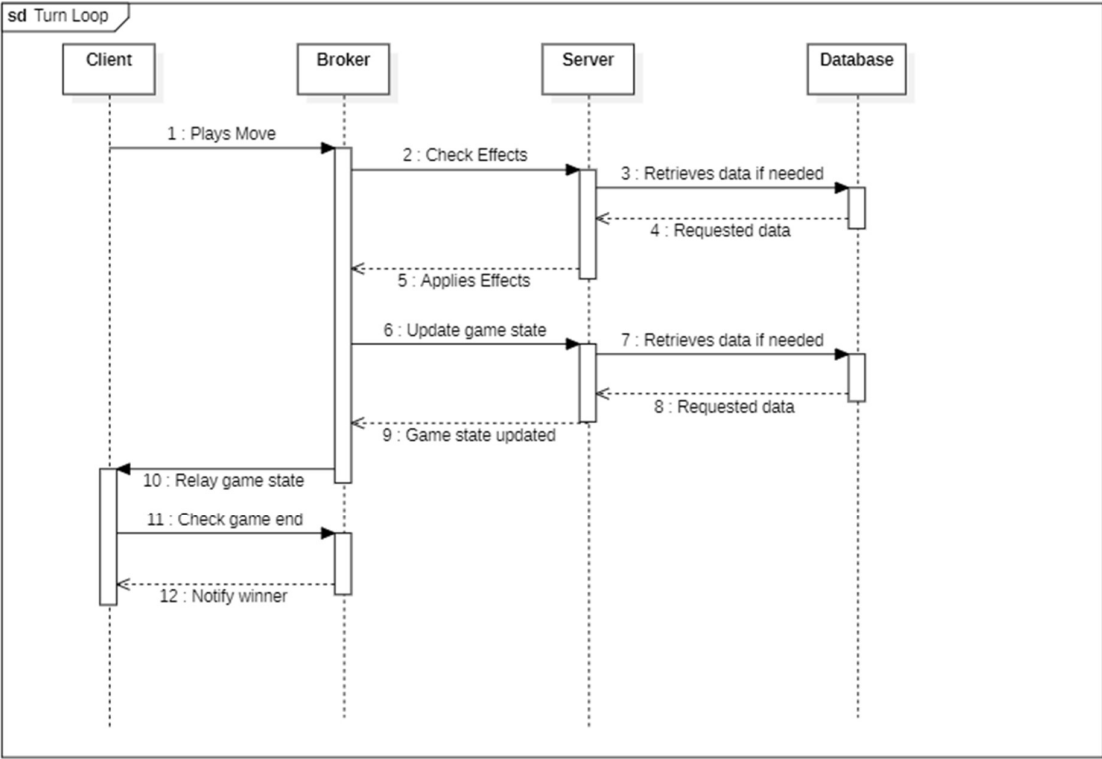 sd Turn Loop
Client Broker Server Database
1 : Plays Move
2 : Check Effects
3 : Retrieves data if needed
4 : Requested data
5 : Applies Effects
6 : Update game state
7 : Retrieves data if needed
8 : Requested data
9 : Game state updated
10 : Relay game state
11 : Check game end
12 : Notify winner